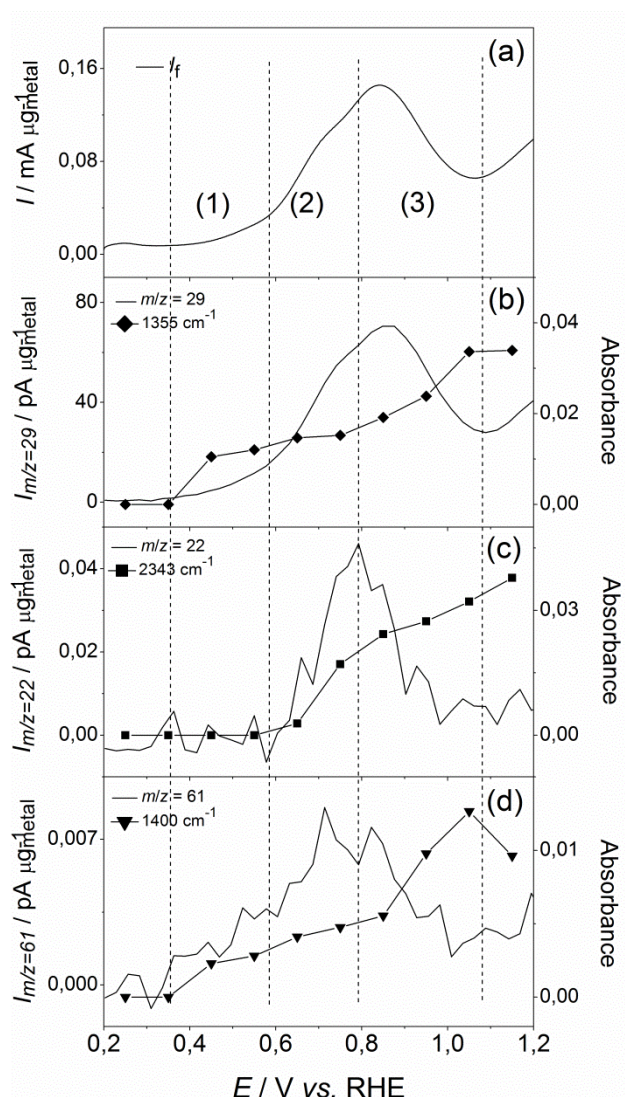 (a)
I_f
I / mA µg⁻¹metal
0,16
0,08
0,00
(1)
(2)
(3)
(b)
m/z = 29
1355 cm⁻¹
I_{m/z=29} / pA µg⁻¹metal
80
40
0
0,04
0,02
0,00
Absorbance
(c)
m/z = 22
2343 cm⁻¹
I_{m/z=22} / pA µg⁻¹metal
0,04
0,02
0,00
0,03
0,00
Absorbance
(d)
m/z = 61
1400 cm⁻¹
I_{m/z=61} / pA µg⁻¹metal
0,007
0,000
0,01
0,00
Absorbance
0,2 0,4 0,6 0,8 1,0 1,2
E / V vs. RHE